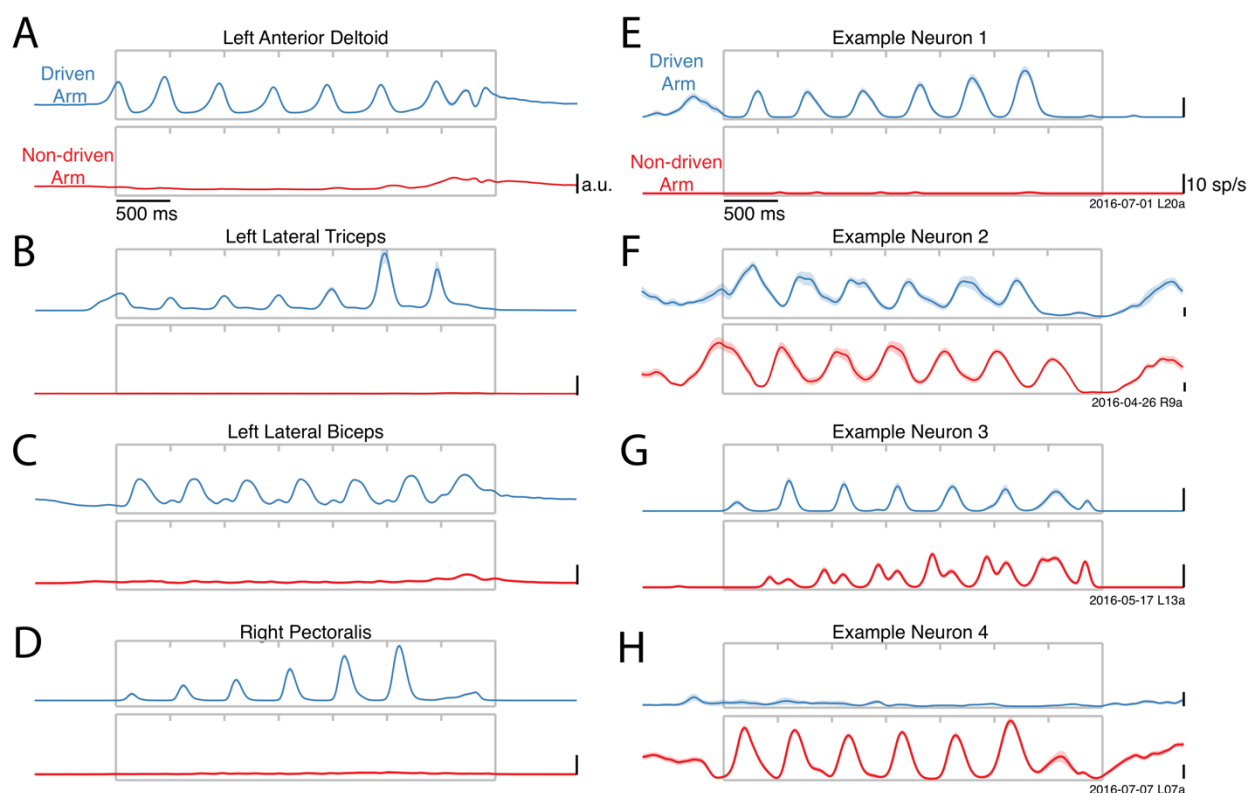 A
Left Anterior Deltoid
Driven
Arm
Non-driven
Arm
a.u.
500 ms
B
Left Lateral Triceps
C
Left Lateral Biceps
D
Right Pectoralis
E
Example Neuron 1
Driven
Arm
Non-driven
Arm
10 sp/s
2016-07-01 L20a
500 ms
F
Example Neuron 2
2016-04-26 R9a
G
Example Neuron 3
2016-05-17 L13a
H
Example Neuron 4
2016-07-07 L07a